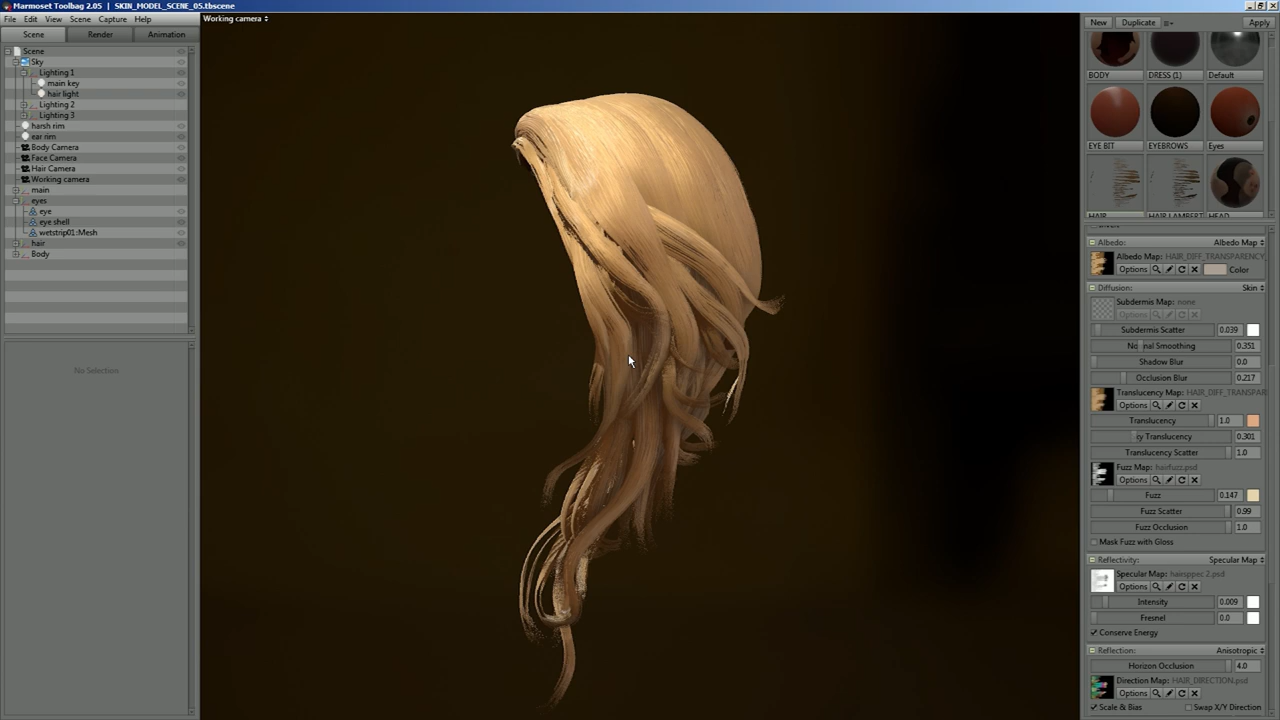 Marmoset Toolbag 2.05 | SKIN_MODEL_SCENE_05.tbscene
File Edit View Scene Capture Help
Scene Render Animation
Scene
Sky
Lighting 1
main key
hair light
Lighting 2
Lighting 3
harsh rim
ear rim
Body Camera
Face Camera
Hair Camera
Working camera
main
eyes
eye
eye shell
wetstrip01:Mesh
hair
Body
No Selection
Working camera
New Duplicate Apply
BODY DRESS (1) Default
EYE BIT EYEBROWS Eyes
HAIR HAIR LAMBERT HEAD
Albedo: Albedo Map
Albedo Map: HAIR_DIFF_TRANSPARENCY
Options Color
Diffusion: Skin
Subdermis Map: none
Options
Subdermis Scatter 0.039
Normal Smoothing 0.351
Shadow Blur 0.0
Occlusion Blur 0.217
Translucency Map: HAIR_DIFF_TRANSPAR
Options
Translucency 1.0
cy Translucency 0.301
Translucency Scatter 1.0
Fuzz Map: hairfuzz.psd
Options
Fuzz 0.147
Fuzz Scatter 0.99
Fuzz Occlusion 1.0
Mask Fuzz with Gloss
Reflectivity: Specular Map
Specular Map: hairsppec 2.psd
Options
Intensity 0.009
Fresnel 0.0
Conserve Energy
Reflection: Anisotropic
Horizon Occlusion 4.0
Direction Map: HAIR_DIRECTION.psd
Options
Scale & Bias Swap X/Y Direction